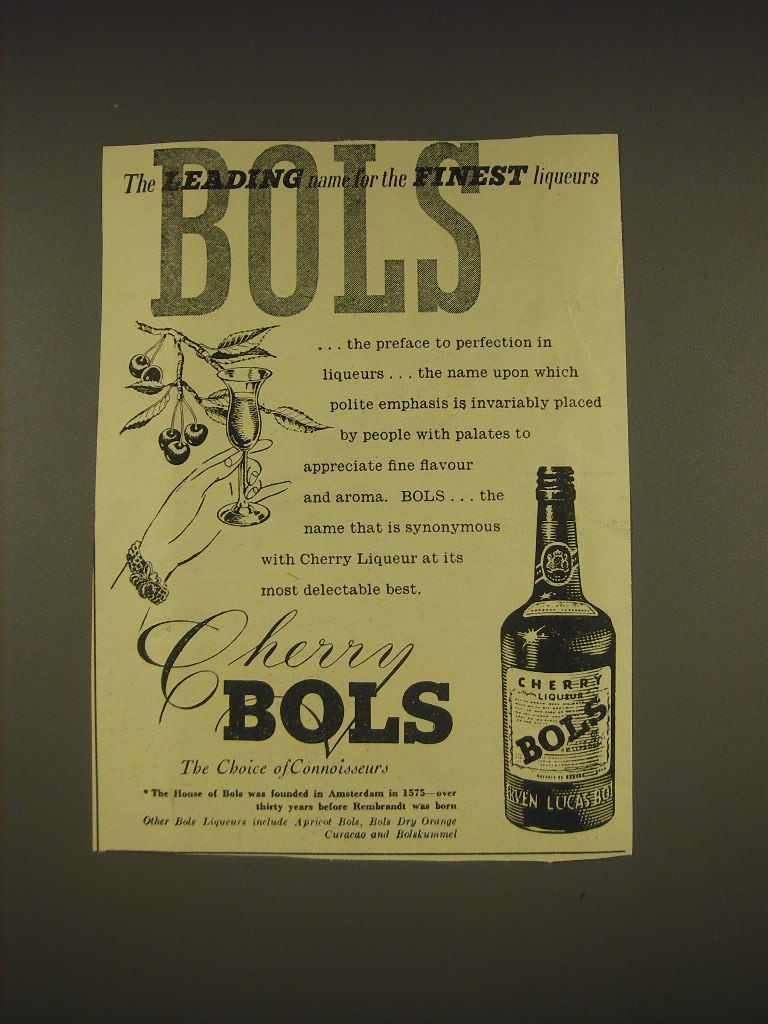 BOLS
The LEADING name for the FINEST liqueurs
... the preface to perfection in
liqueurs ... the name upon which
polite emphasis is invariably placed
by people with palates to
appreciate fine flavour
and aroma. BOLS ... the
name that is synonymous
with Cherry Liqueur at its
most delectable best.
Cherry
BOLS
The Choice of Connoisseurs
* The House of Bols was founded in Amsterdam in 1575—over
thirty years before Rembrandt was born
Other Bols Liqueurs include Apricot Bols, Bols Dry Orange
Curacao and Bolskummel
CHERRY
LIQUEUR
BOLS
AMSTERDAM
ERVEN LUCAS BO